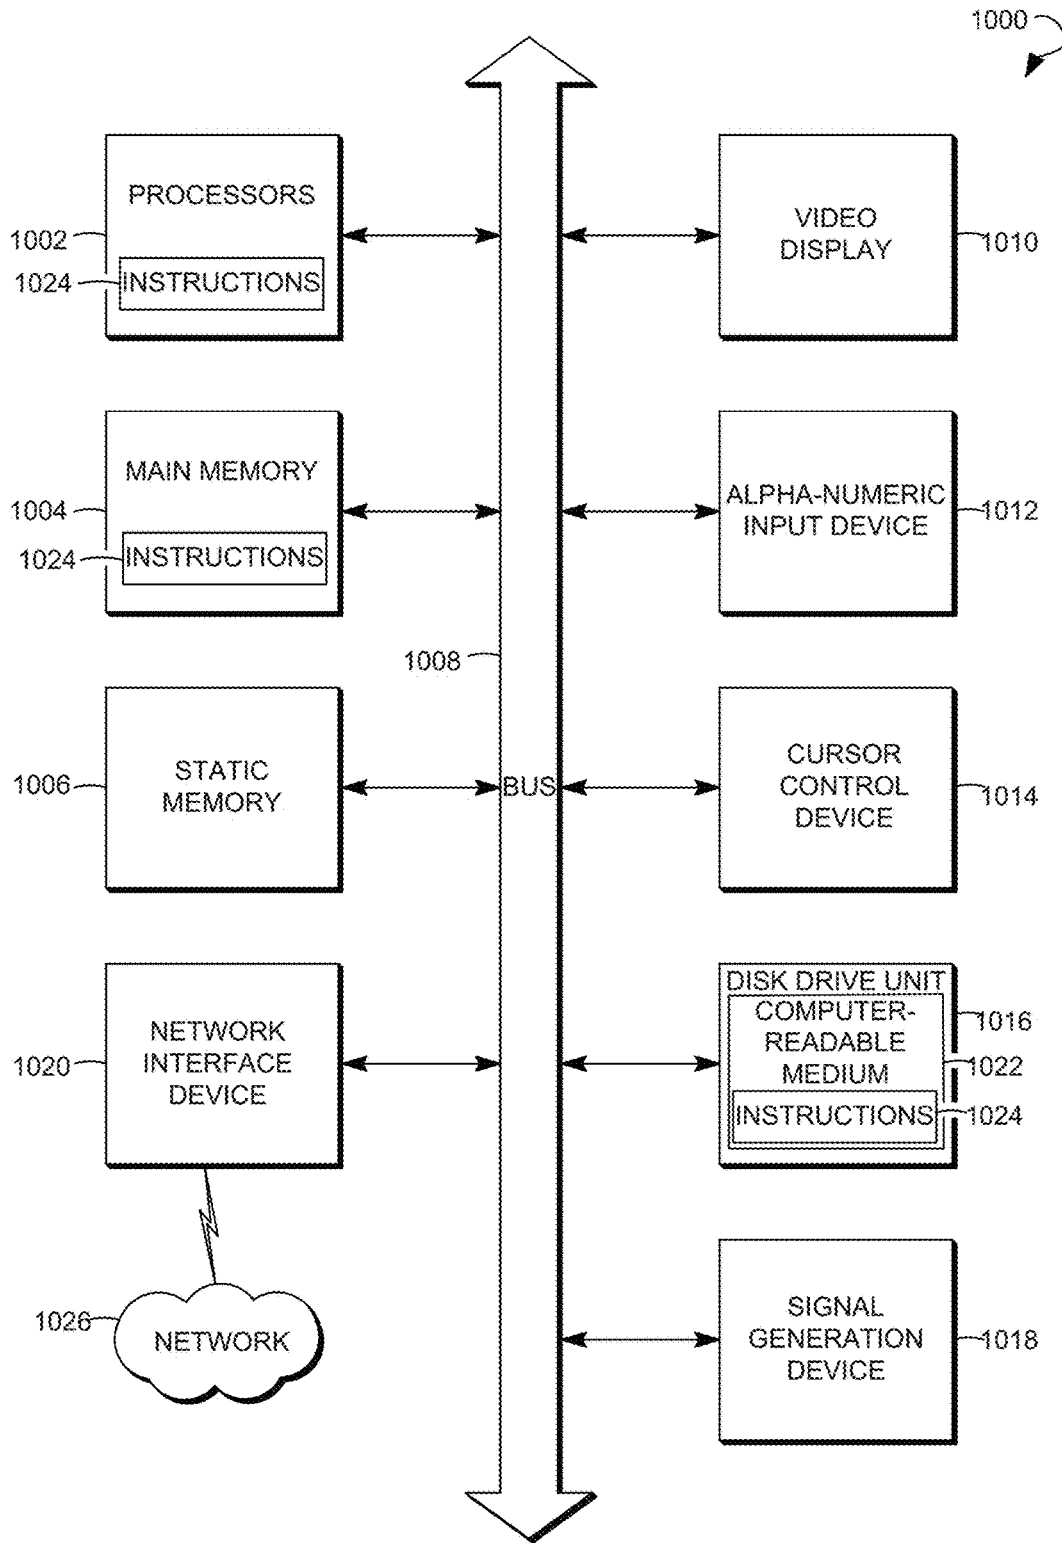 1000
PROCESSORS
1002
1024
INSTRUCTIONS
VIDEO
DISPLAY
1010
MAIN MEMORY
1004
1024
INSTRUCTIONS
ALPHA-NUMERIC
INPUT DEVICE
1012
1008
STATIC
MEMORY
1006
BUS
CURSOR
CONTROL
DEVICE
1014
NETWORK
INTERFACE
DEVICE
1020
DISK DRIVE UNIT
COMPUTER-
READABLE
MEDIUM
INSTRUCTIONS
1016
1022
1024
1026
NETWORK
SIGNAL
GENERATION
DEVICE
1018